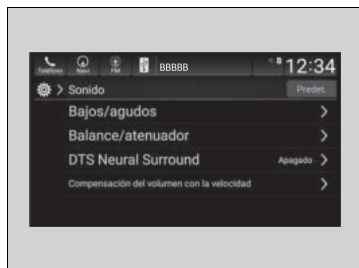 Teléfono Navi FM BBBBB 12:34
Sonido Predet.
Bajos/agudos
Balance/atenuador
DTS Neural Surround Apagado
Compensación del volumen con la velocidad